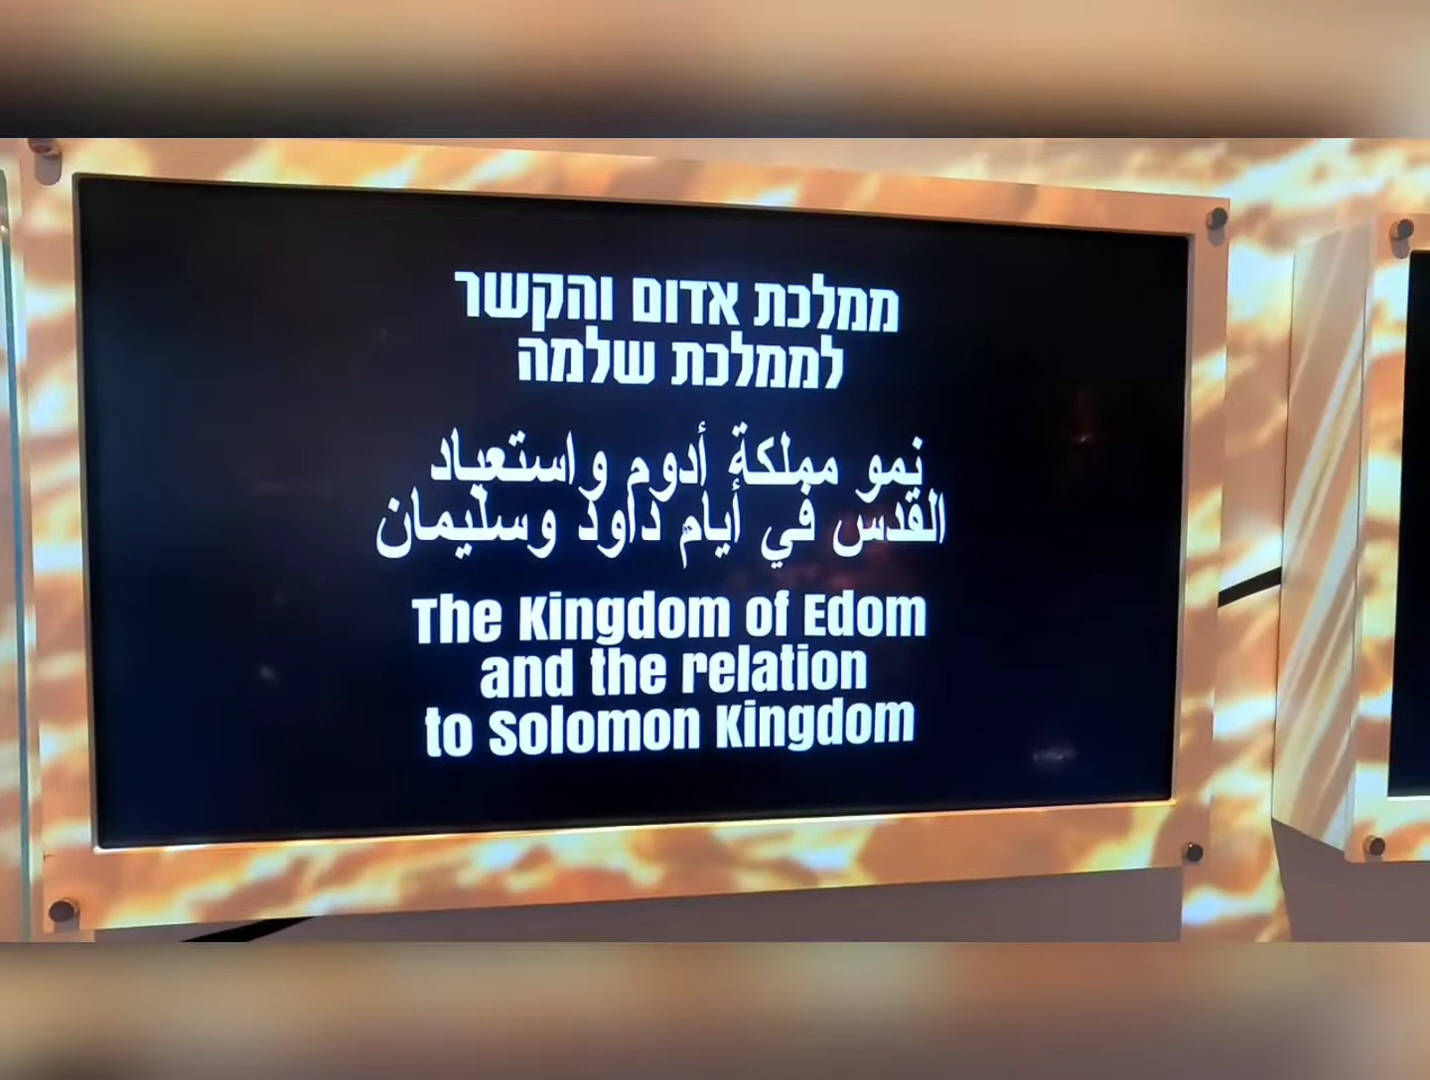 ממלכת אדום והקשר
לממלכת שלמה
نمو مملكة أدوم واستعباد
القدس في أيام داود وسليمان
The Kingdom of Edom
and the relation
to Solomon Kingdom